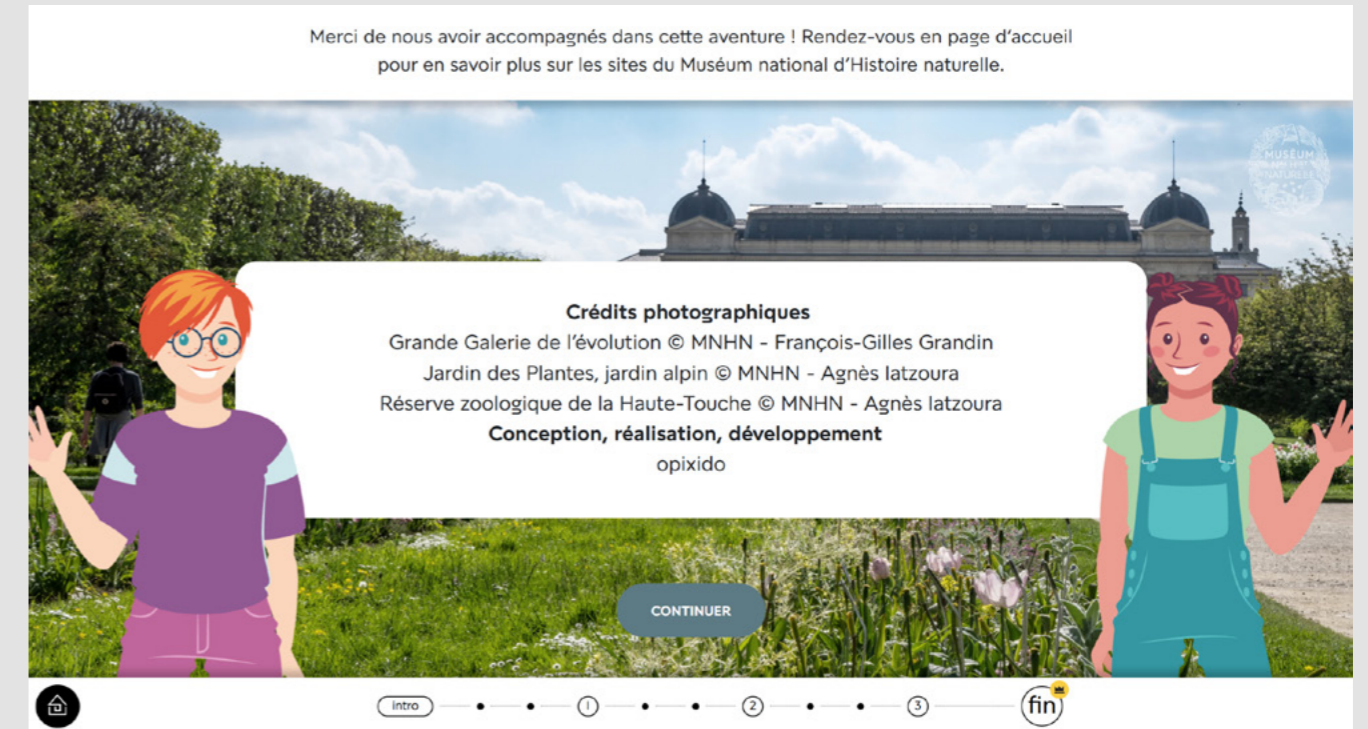 Merci de nous avoir accompagnés dans cette aventure ! Rendez-vous en page d'accueil
pour en savoir plus sur les sites du Muséum national d'Histoire naturelle.
MUSÉUM
NATURELLE
Crédits photographiques
Grande Galerie de l'évolution © MNHN - François-Gilles Grandin
Jardin des Plantes, jardin alpin © MNHN - Agnès Iatzoura
Réserve zoologique de la Haute-Touche © MNHN - Agnès Iatzoura
Conception, réalisation, développement
opixido
CONTINUER
intro 1 2 3 fin